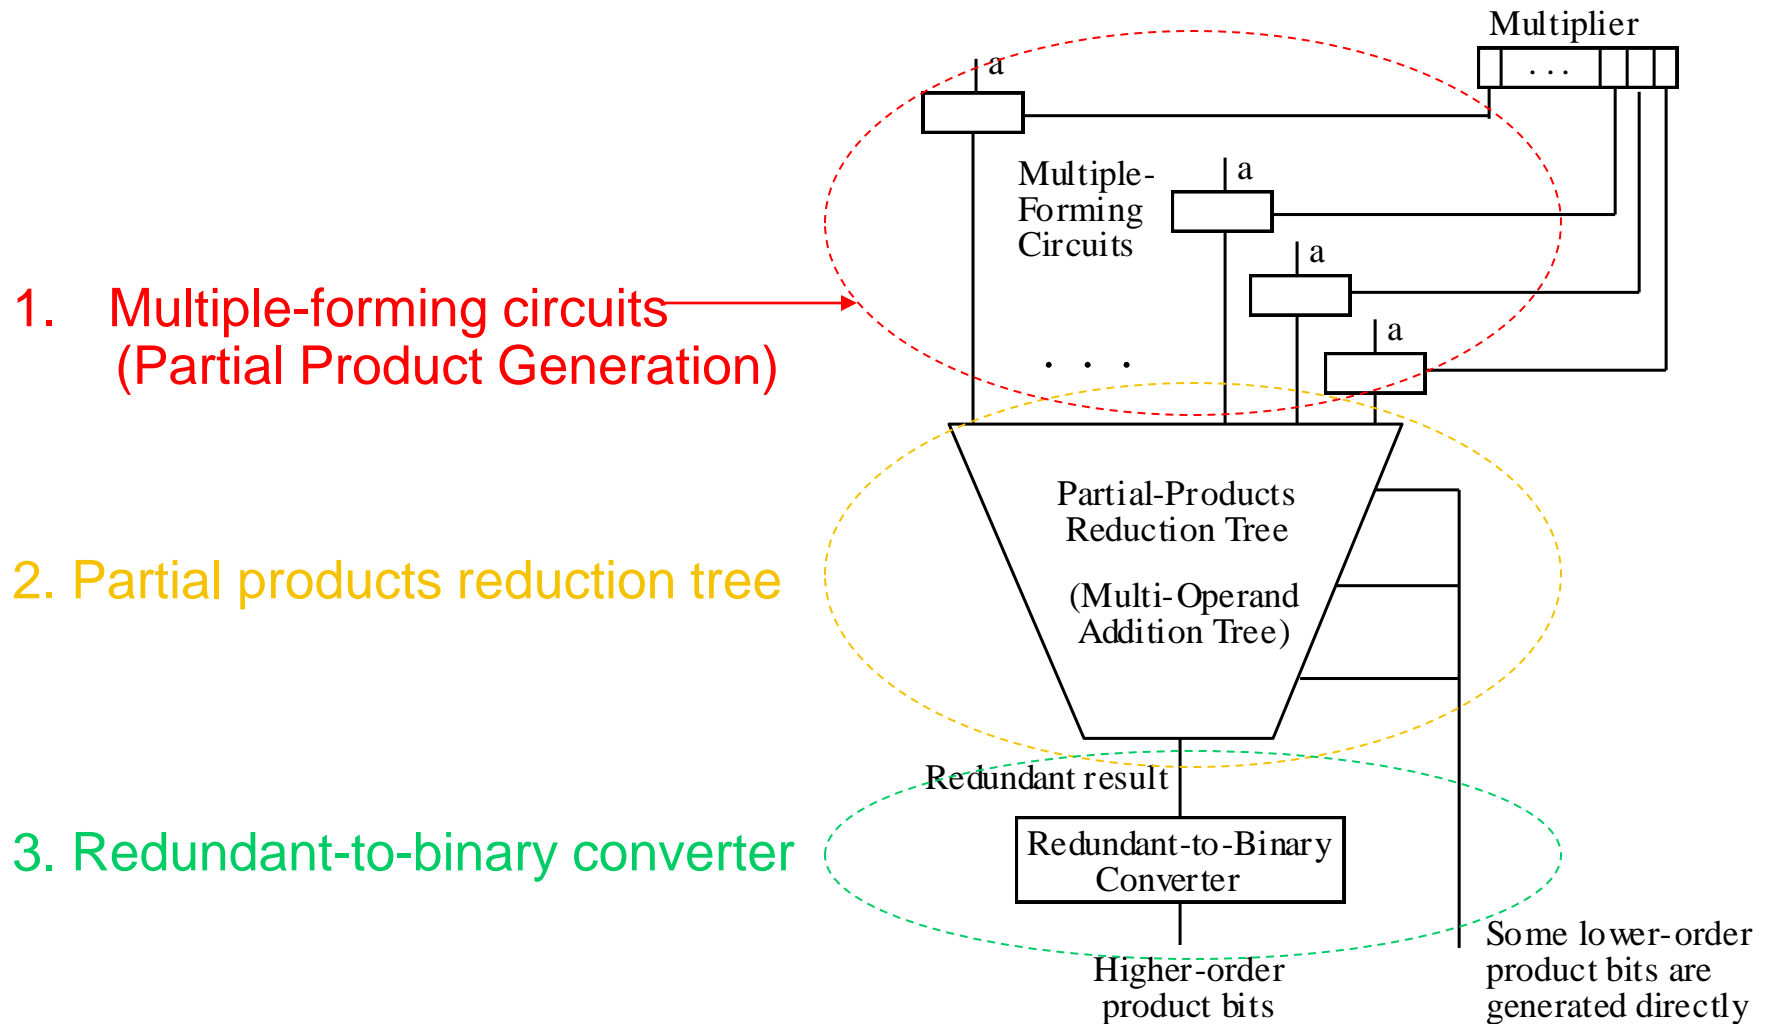 Multiplier
. . .
a
Multiple-
Forming
Circuits
a
a
a
. . .
1. Multiple-forming circuits
(Partial Product Generation)
Partial-Products
Reduction Tree
(Multi-Operand
Addition Tree)
2. Partial products reduction tree
Redundant result
3. Redundant-to-binary converter
Redundant-to-Binary
Converter
Higher-order
product bits
Some lower-order
product bits are
generated directly